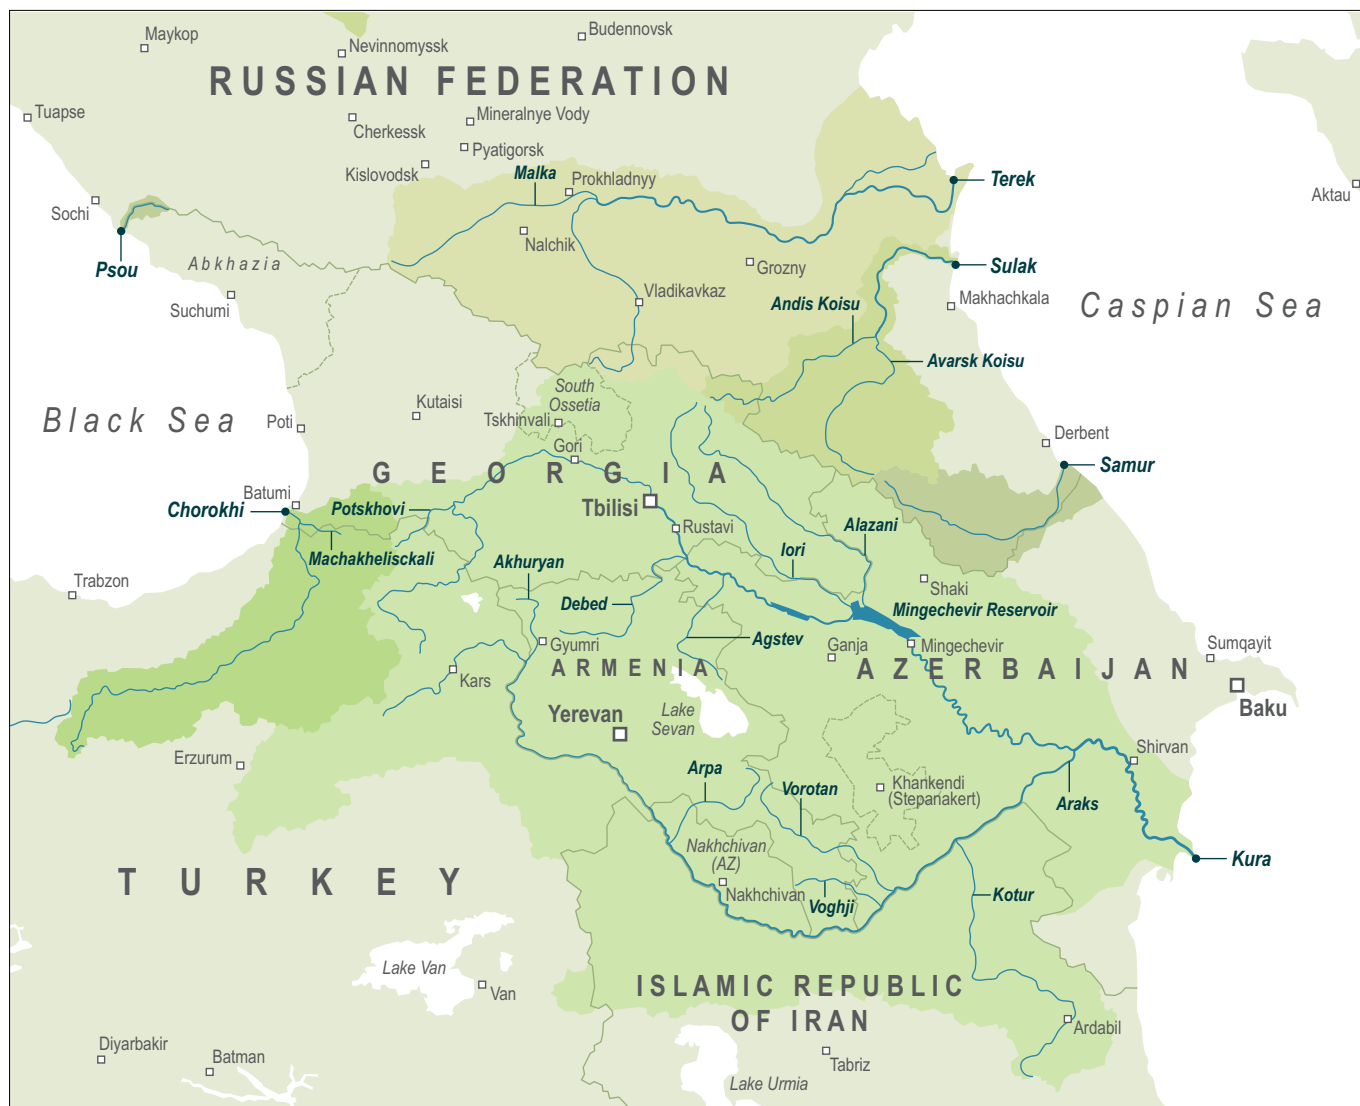 Maykop
Nevinnomyssk
Budennovsk
RUSSIAN FEDERATION
Tuapse
Cherkessk
Mineralnye Vody
Pyatigorsk
Kislovodsk
Malka
Prokhladnyy
Terek
Aktau
Sochi
Nalchik
Psou
Abkhazia
Grozny
Sulak
Suchumi
Vladikavkaz
Andis Koisu
Makhachkala
Caspian Sea
Avarsk Koisu
South
Ossetia
Black Sea
Poti
Kutaisi
Tskhinvali
Gori
Derbent
GEORGIA
Samur
Batumi
Chorokhi
Potskhovi
Tbilisi
Rustavi
Alazani
Machakhelisckali
Akhuryan
Iori
Trabzon
Shaki
Debed
Mingechevir Reservoir
Agstev
Gyumri
Ganja
Mingechevir
Sumqayit
ARMENIA
AZERBAIJAN
Kars
Baku
Yerevan
Lake
Sevan
Erzurum
Shirvan
Arpa
Vorotan
Khankendi
(Stepanakert)
Araks
Nakhchivan
(AZ)
Kura
TURKEY
Nakhchivan
Voghji
Kotur
Lake Van
Van
ISLAMIC REPUBLIC
OF IRAN
Ardabil
Diyarbakir
Batman
Tabriz
Lake Urmia